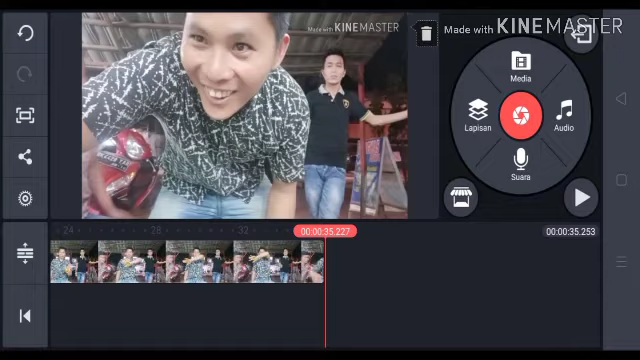 Made with KINEMASTER
Made with KINEMASTER
Media
Lapisan
Audio
Suara
24
28
32
00:00:35.227
00:00:35.253